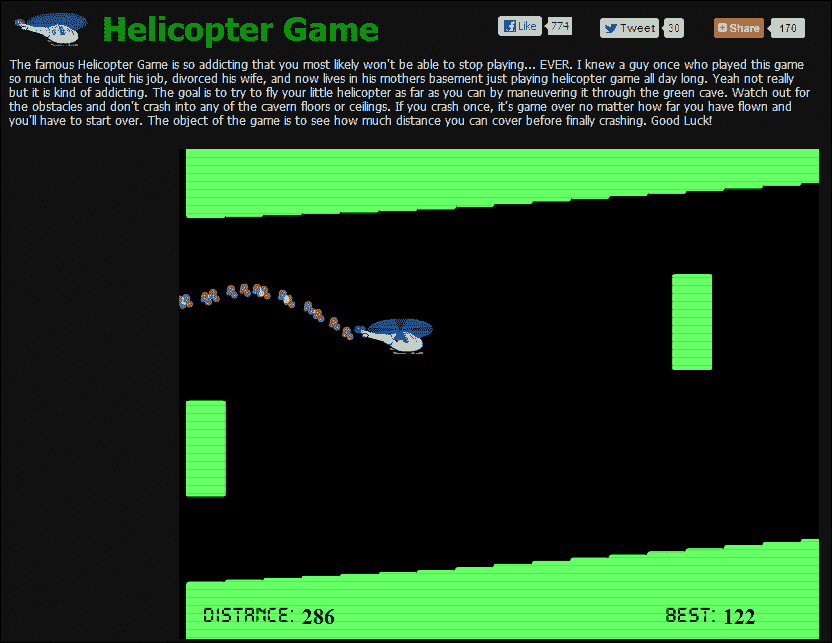 Helicopter Game
Like 774 Tweet 30 Share 170
The famous Helicopter Game is so addicting that you most likely won't be able to stop playing... EVER. I knew a guy once who played this game
so much that he quit his job, divorced his wife, and now lives in his mothers basement just playing helicopter game all day long. Yeah not really
but it is kind of addicting. The goal is to try to fly your little helicopter as far as you can by maneuvering it through the green cave. Watch out for
the obstacles and don't crash into any of the cavern floors or ceilings. If you crash once, it's game over no matter how far you have flown and
you'll have to start over. The object of the game is to see how much distance you can cover before finally crashing. Good Luck!
DISTANCE: 286 BEST: 122